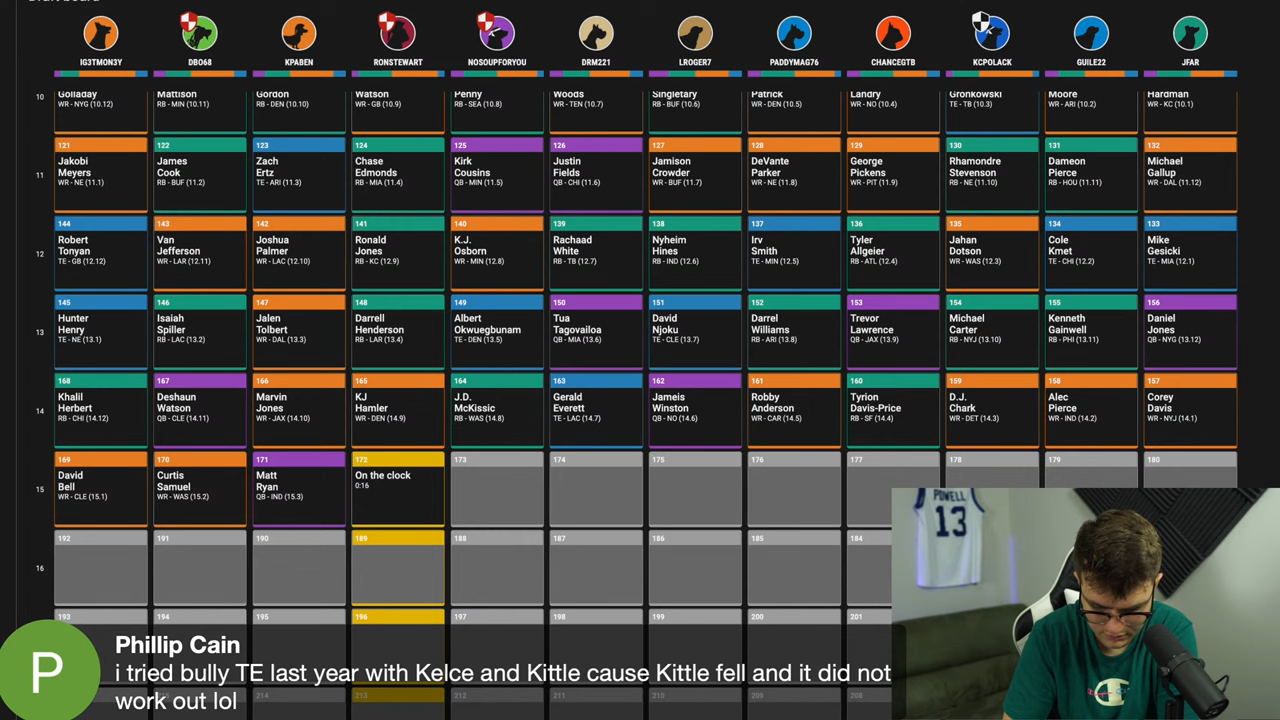 IG3TMON3Y DBO68 KPABEN RONSTEWART NOSOUPFORYOU DRM221 LROGER7 PADDYMAG76 CHANCEGTB KCPOLACK GUILE22 JFAR
10
Golladay Mattison Gordon Watson Penny Woods Singletary Patrick Landry Gronkowski Moore Hardman
WR - NYG (10.12) RB - MIN (10.11) RB - DEN (10.10) WR - GB (10.9) RB - SEA (10.8) WR - TEN (10.7) RB - BUF (10.6) WR - DEN (10.5) WR - NO (10.4) TE - TB (10.3) WR - ARI (10.2) WR - KC (10.1)
121 122 123 124 125 126 127 128 129 130 131 132
Jakobi James Zach Chase Kirk Justin Jamison DeVante George Rhamondre Dameon Michael
11 Meyers Cook Ertz Edmonds Cousins Fields Crowder Parker Pickens Stevenson Pierce Gallup
WR - NE (11.1) RB - BUF (11.2) TE - ARI (11.3) RB - MIA (11.4) QB - MIN (11.5) QB - CHI (11.6) WR - BUF (11.7) WR - NE (11.8) WR - PIT (11.9) RB - NE (11.10) RB - HOU (11.11) WR - DAL (11.12)
144 143 142 141 140 139 138 137 136 135 134 133
Robert Van Joshua Ronald K.J. Rachaad Nyheim Irv Tyler Jahan Cole Mike
12 Tonyan Jefferson Palmer Jones Osborn White Hines Smith Allgeier Dotson Kmet Gesicki
TE - GB (12.12) WR - LAR (12.11) WR - LAC (12.10) RB - KC (12.9) WR - MIN (12.8) RB - TB (12.7) RB - IND (12.6) TE - MIN (12.5) RB - ATL (12.4) WR - WAS (12.3) TE - CHI (12.2) TE - MIA (12.1)
145 146 147 148 149 150 151 152 153 154 155 156
Hunter Isaiah Jalen Darrell Albert Tua David Darrel Trevor Michael Kenneth Daniel
13 Henry Spiller Tolbert Henderson Okwuegbunam Tagovailoa Njoku Williams Lawrence Carter Gainwell Jones
TE - NE (13.1) RB - LAC (13.2) WR - DAL (13.3) RB - LAR (13.4) TE - DEN (13.5) QB - MIA (13.6) TE - CLE (13.7) RB - ARI (13.8) QB - JAX (13.9) RB - NYJ (13.10) RB - PHI (13.11) QB - NYG (13.12)
168 167 166 165 164 163 162 161 160 159 158 157
Khalil Deshaun Marvin KJ J.D. Gerald Jameis Robby Tyrion D.J. Alec Corey
14 Herbert Watson Jones Hamler McKissic Everett Winston Anderson Davis-Price Chark Pierce Davis
RB - CHI (14.12) QB - CLE (14.11) WR - JAX (14.10) WR - DEN (14.9) RB - WAS (14.8) TE - LAC (14.7) QB - NO (14.6) WR - CAR (14.5) RB - SF (14.4) WR - DET (14.3) WR - IND (14.2) WR - NYJ (14.1)
169 170 171 172 173 174 175 176 177 178 179 180
David Curtis Matt On the clock
15 Bell Samuel Ryan 0:16
WR - CLE (15.1) WR - WAS (15.2) QB - IND (15.3)
192 191 190 189 188 187 186 185 184
16
193 194 195 196 197 198 199 200 201
POWELL
13
P
Phillip Cain
i tried bully TE last year with Kelce and Kittle cause Kittle fell and it did not
work out lol